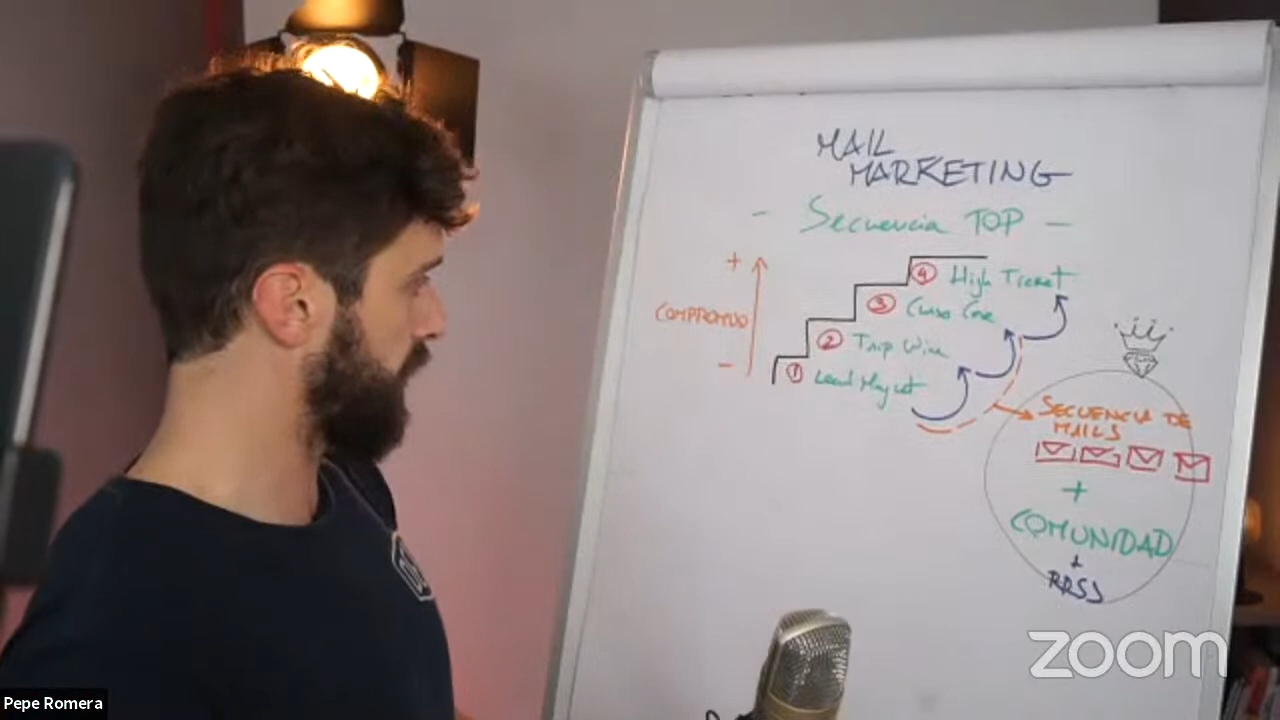 MAIL
MARKETING
- Secuencia TOP -
+
④ High Ticket
③ Curso Core
COMPROMISO
② Trip Wire
-
① Lead Magnet
SECUENCIA DE
MAILS
+
COMUNIDAD
+
RRSS
zoom
Pepe Romera